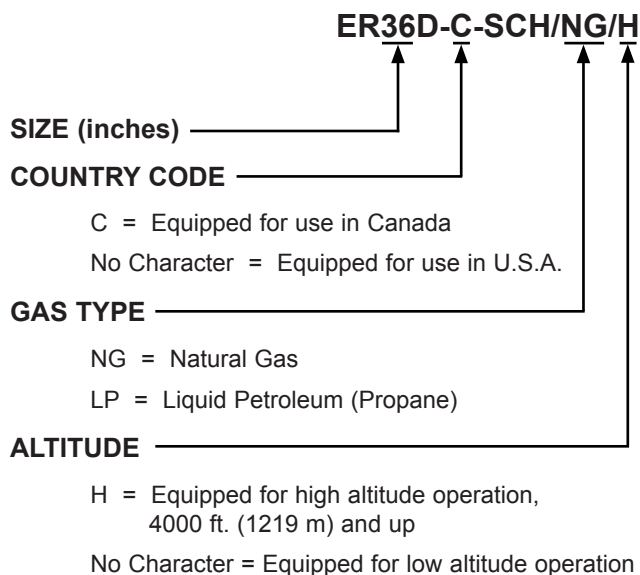 ER36D-C-SCH/NG/H
SIZE (inches)
COUNTRY CODE
C = Equipped for use in Canada
No Character = Equipped for use in U.S.A.
GAS TYPE
NG = Natural Gas
LP = Liquid Petroleum (Propane)
ALTITUDE
H = Equipped for high altitude operation,
4000 ft. (1219 m) and up
No Character = Equipped for low altitude operation